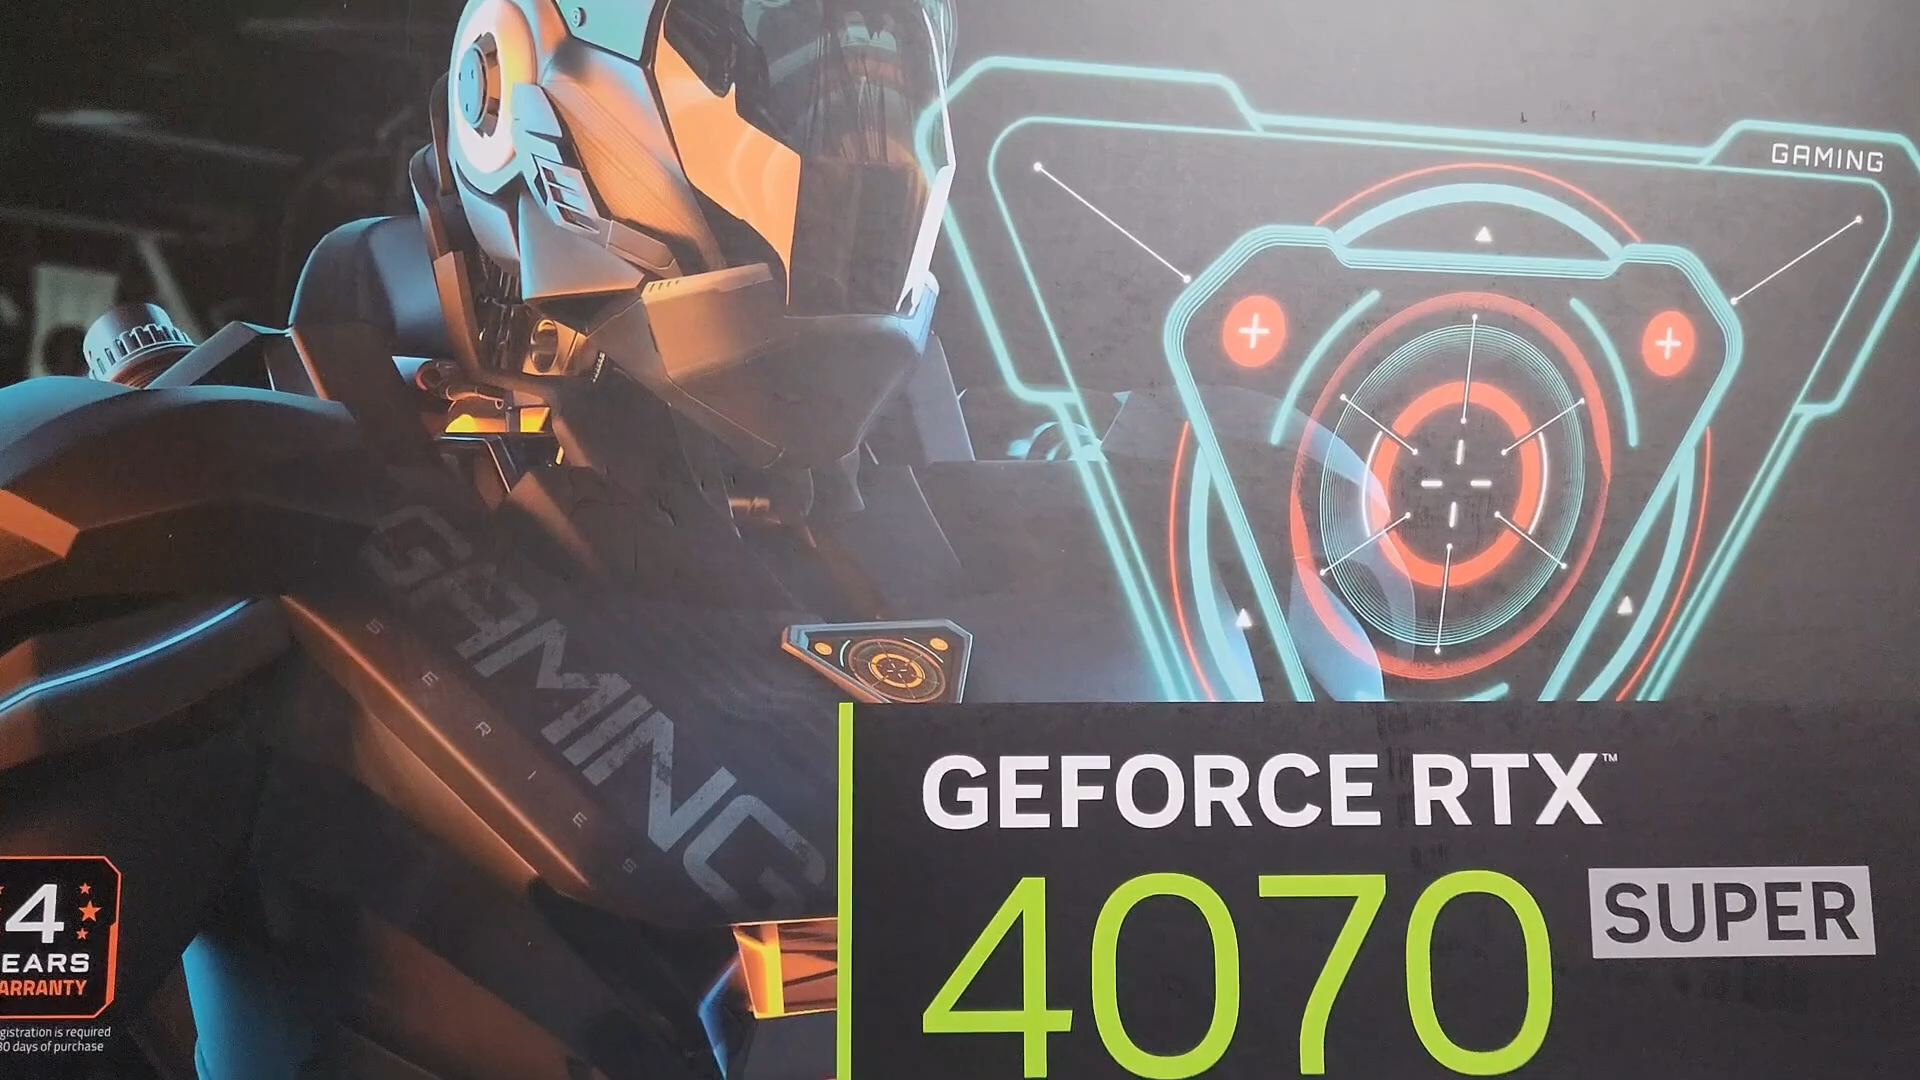 GAMING
GAMING
SERIES
GEFORCE RTX™
4070
SUPER
4
EARS
ARRANTY
gistration is required
30 days of purchase